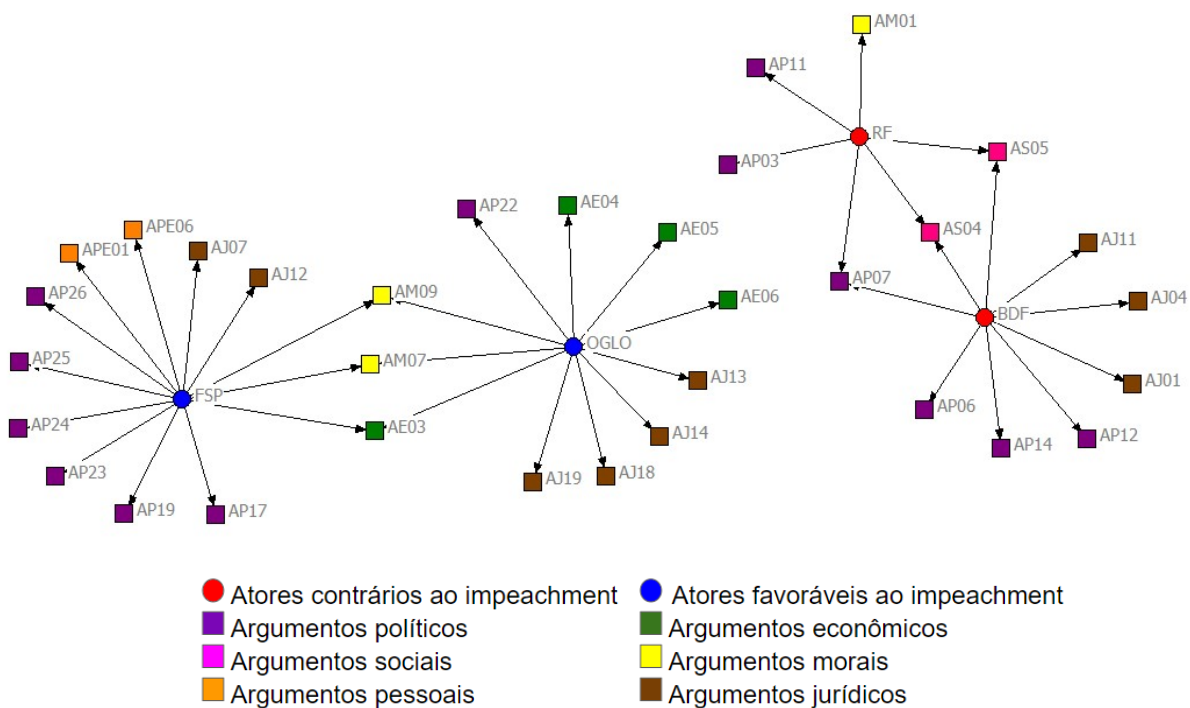 AM01
AP11
RF
AS05
AP03
AP22
AE04
AS04
AE05
APE06
APE01
AJ07
AJ11
AJ12
AP26
AM09
AP07
AE06
AJ04
BDF
OGLO
AP25
AM07
FSP
AJ13
AJ01
AP06
AP24
AE03
AJ14
AP14
AP12
AP23
AJ19
AJ18
AP19
AP17
Atores contrários ao impeachment
Atores favoráveis ao impeachment
Argumentos políticos
Argumentos econômicos
Argumentos sociais
Argumentos morais
Argumentos pessoais
Argumentos jurídicos